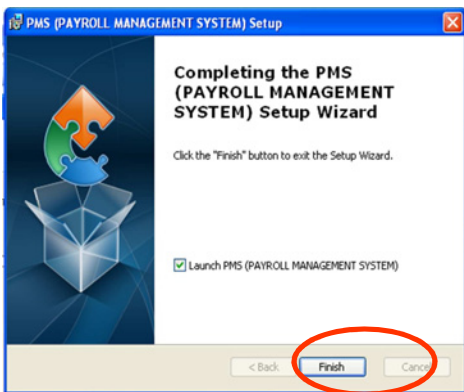 PMS (PAYROLL MANAGEMENT SYSTEM) Setup
Completing the PMS
(PAYROLL MANAGEMENT
SYSTEM) Setup Wizard
Click the "Finish" button to exit the Setup Wizard.
Launch PMS (PAYROLL MANAGEMENT SYSTEM)
< Back Finish Cancel